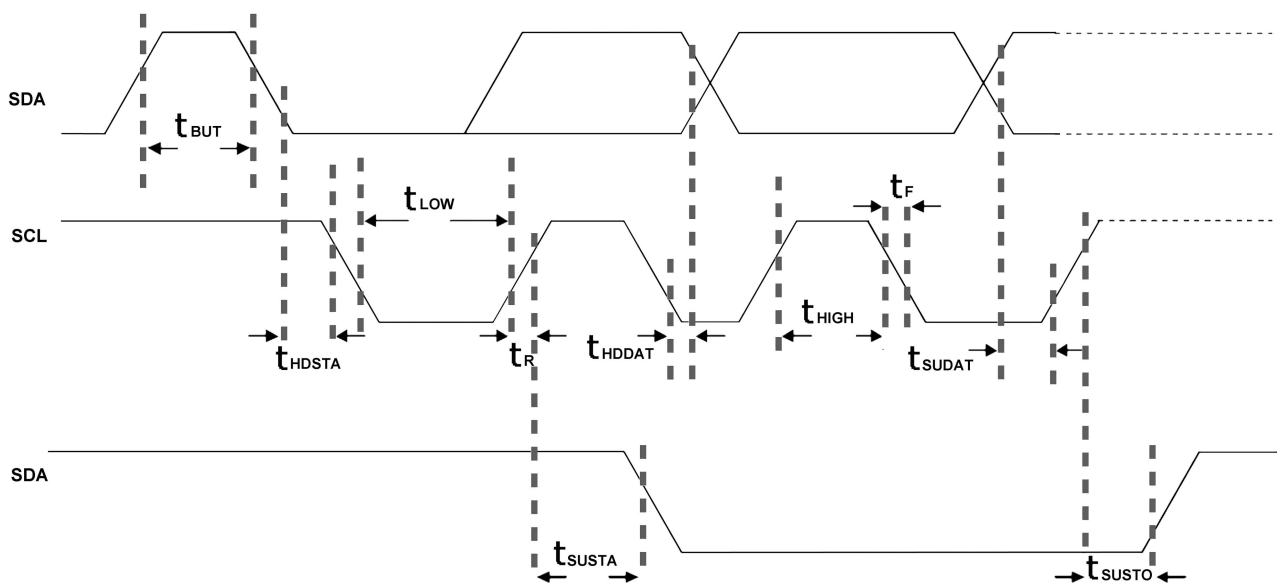 SDA
tBUT
tLOW
tF
SCL
tHDSTA
tR
tHDDAT
tHIGH
tSUDAT
SDA
tSUSTA
tSUSTO